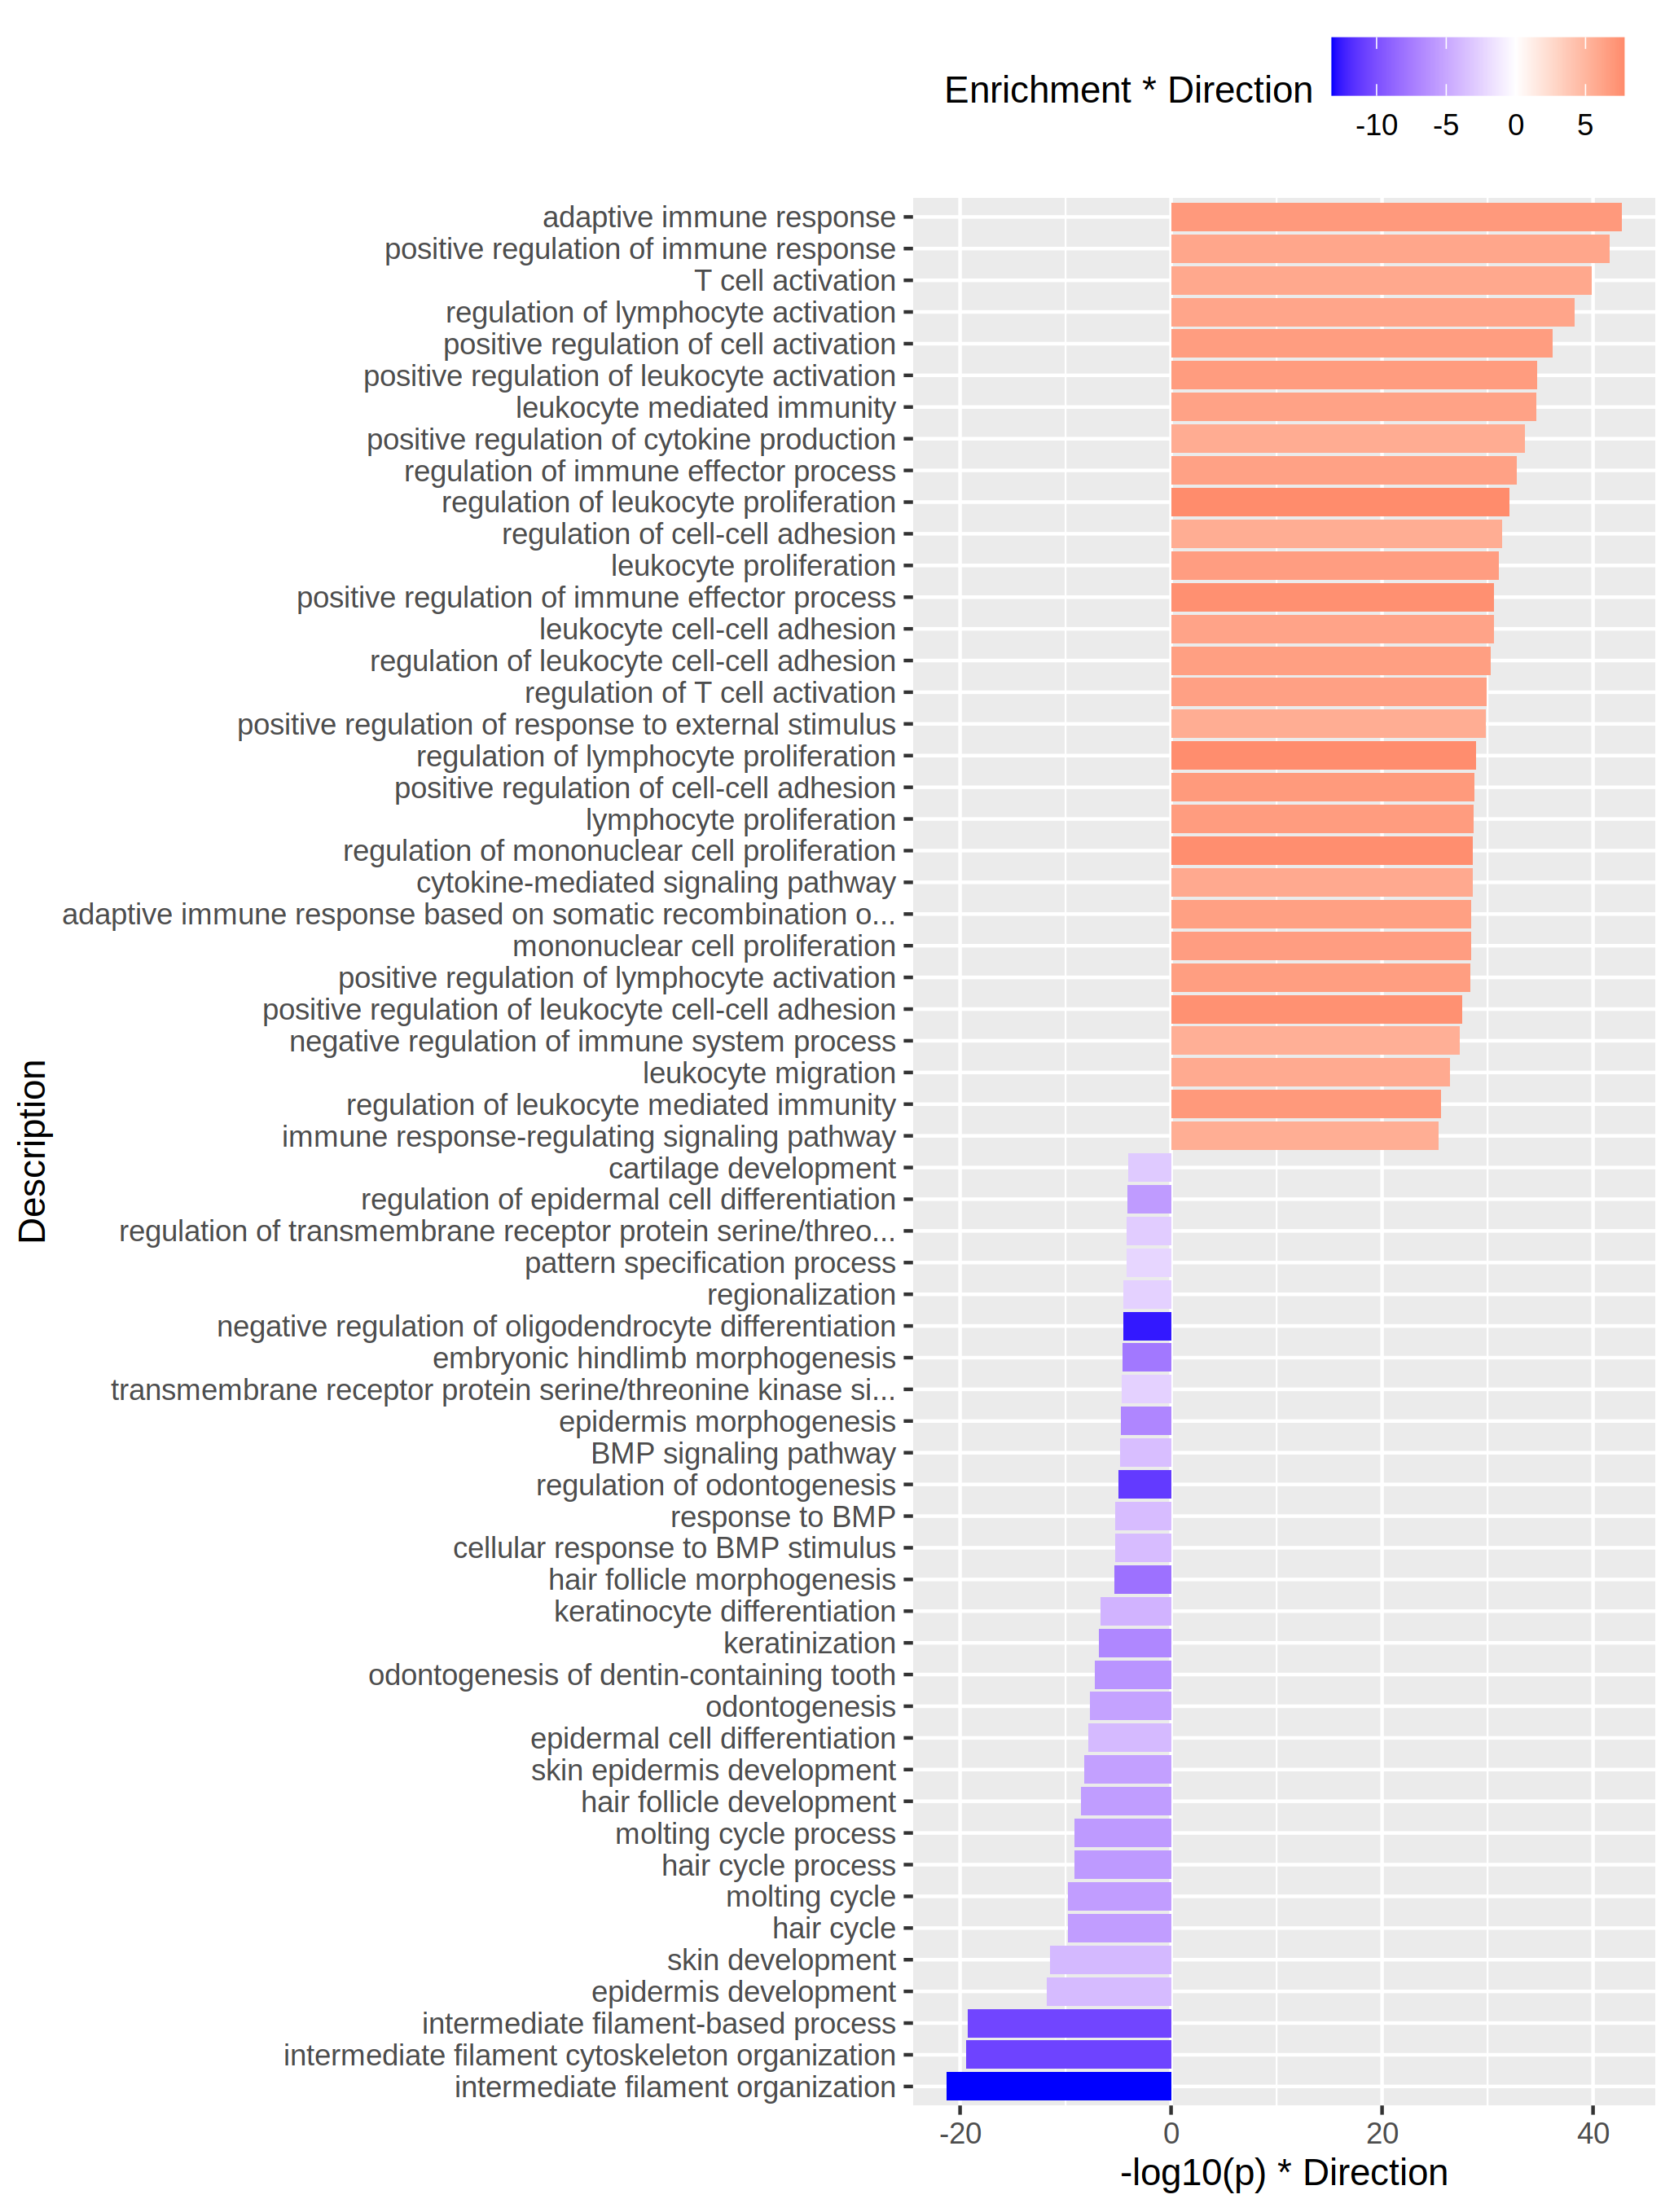 Enrichment * Direction
-10 -5 0 5
adaptive immune response
positive regulation of immune response
T cell activation
regulation of lymphocyte activation
positive regulation of cell activation
positive regulation of leukocyte activation
leukocyte mediated immunity
positive regulation of cytokine production
regulation of immune effector process
regulation of leukocyte proliferation
regulation of cell-cell adhesion
leukocyte proliferation
positive regulation of immune effector process
leukocyte cell-cell adhesion
regulation of leukocyte cell-cell adhesion
regulation of T cell activation
positive regulation of response to external stimulus
regulation of lymphocyte proliferation
positive regulation of cell-cell adhesion
lymphocyte proliferation
regulation of mononuclear cell proliferation
cytokine-mediated signaling pathway
adaptive immune response based on somatic recombination o...
mononuclear cell proliferation
positive regulation of lymphocyte activation
positive regulation of leukocyte cell-cell adhesion
negative regulation of immune system process
leukocyte migration
regulation of leukocyte mediated immunity
immune response-regulating signaling pathway
cartilage development
regulation of epidermal cell differentiation
regulation of transmembrane receptor protein serine/threo...
pattern specification process
regionalization
negative regulation of oligodendrocyte differentiation
embryonic hindlimb morphogenesis
transmembrane receptor protein serine/threonine kinase si...
epidermis morphogenesis
BMP signaling pathway
regulation of odontogenesis
response to BMP
cellular response to BMP stimulus
hair follicle morphogenesis
keratinocyte differentiation
keratinization
odontogenesis of dentin-containing tooth
odontogenesis
epidermal cell differentiation
skin epidermis development
hair follicle development
molting cycle process
hair cycle process
molting cycle
hair cycle
skin development
epidermis development
intermediate filament-based process
intermediate filament cytoskeleton organization
intermediate filament organization
Description
-20 0 20 40
-log10(p) * Direction